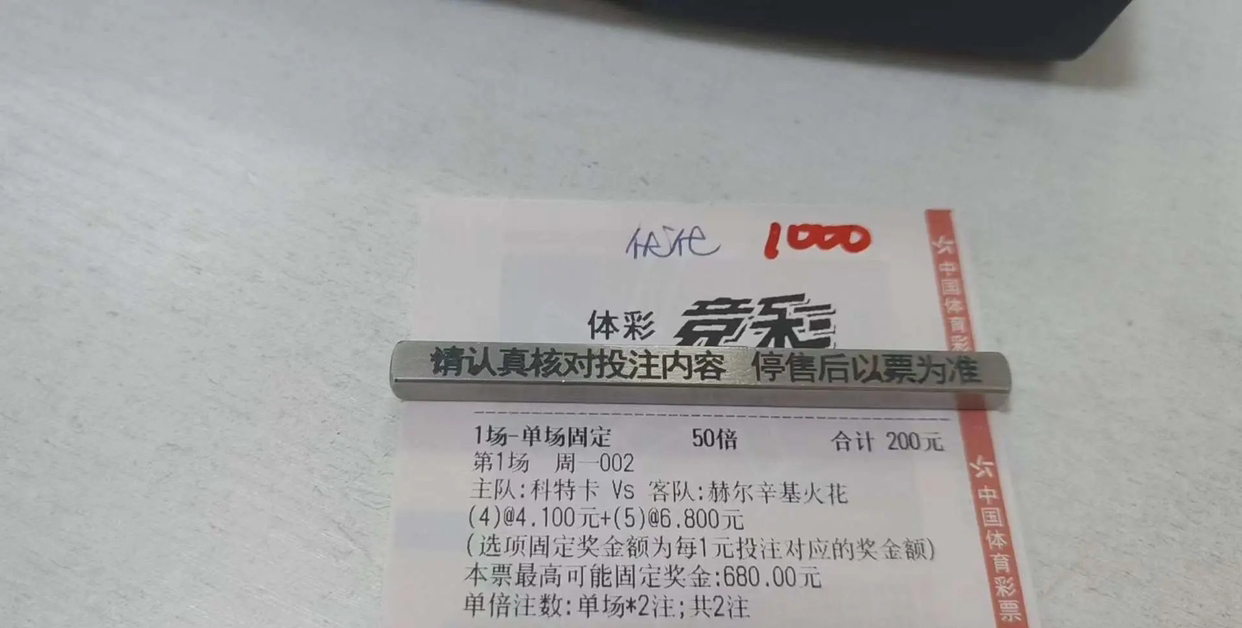 1000
体彩 竞彩
请认真核对投注内容 停售后以票为准
1场-单场固定 50倍 合计 200元
第1场 周一002
主队:科特卡 Vs 客队:赫尔辛基火花
(4)@4.100元+(5)@6.800元
(选项固定奖金额为每1元投注对应的奖金额)
本票最高可能固定奖金:680.00元
单倍注数:单场*2注;共2注
中国体育彩
中国体育彩票